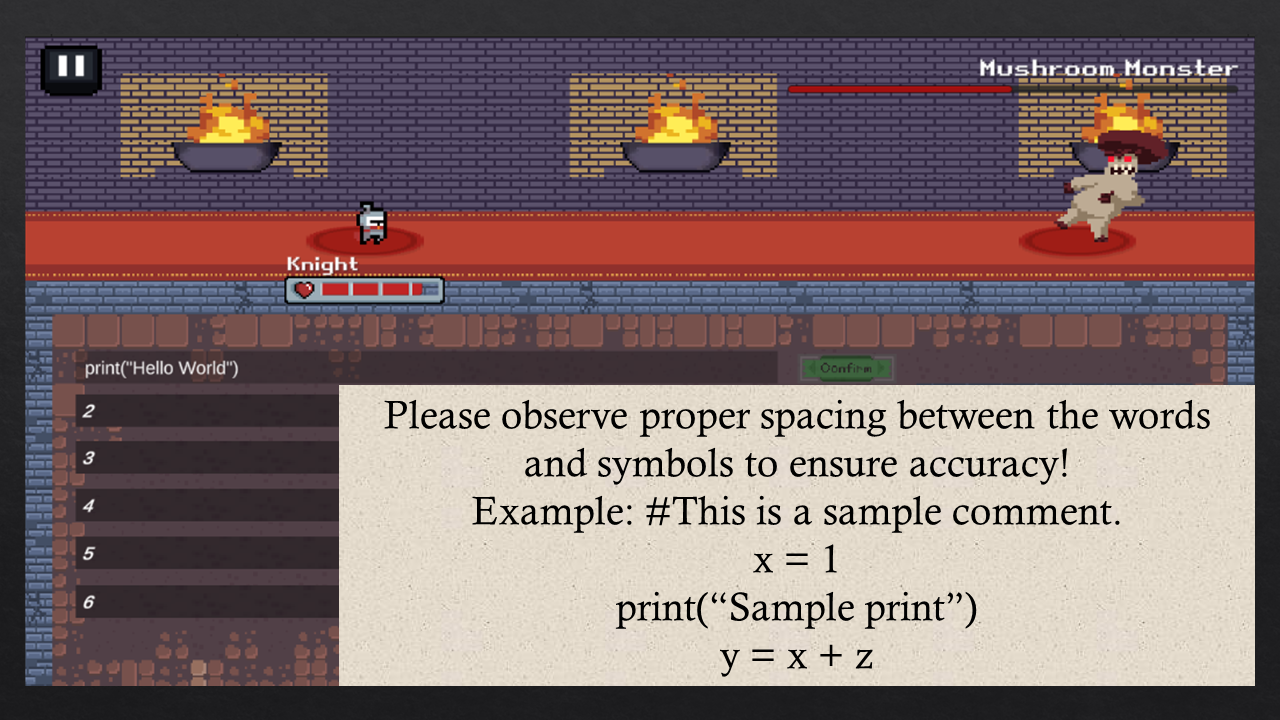 Mushroom Monster
Knight
print("Hello World")
Confirm
2
3
4
5
6
Please observe proper spacing between the words
and symbols to ensure accuracy!
Example: #This is a sample comment.
x = 1
print(“Sample print”)
y = x + z